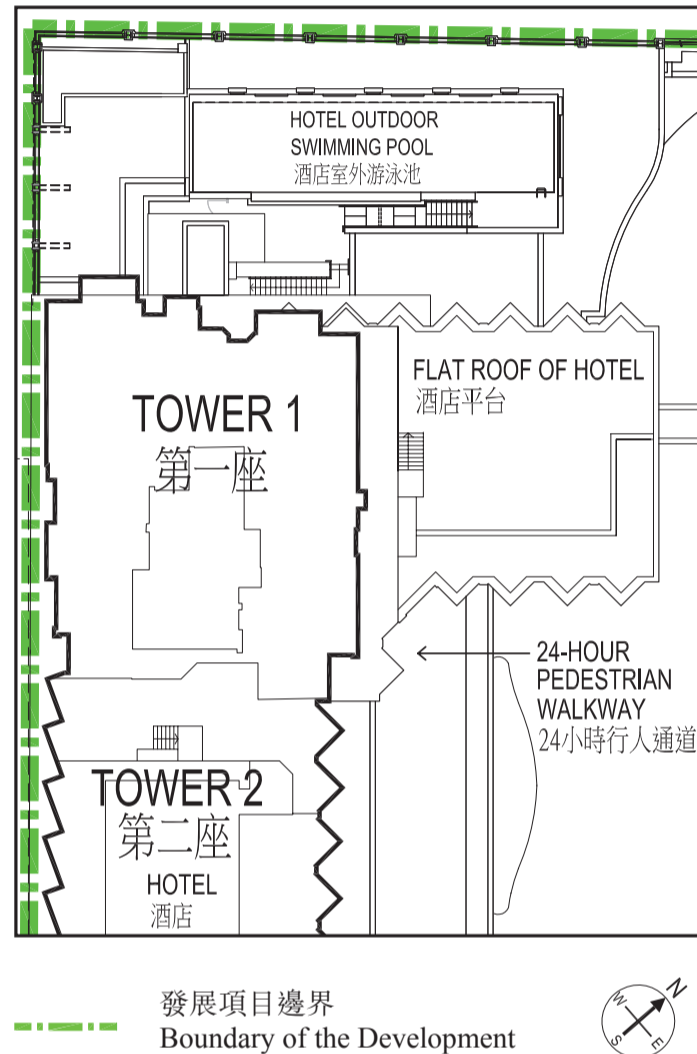 HOTEL OUTDOOR
SWIMMING POOL
酒店室外游泳池
FLAT ROOF OF HOTEL
酒店平台
TOWER 1
第一座
24-HOUR
PEDESTRIAN
WALKWAY
24小時行人通道
TOWER 2
第二座
HOTEL
酒店
發展項目邊界
Boundary of the Development
N
W
E
S